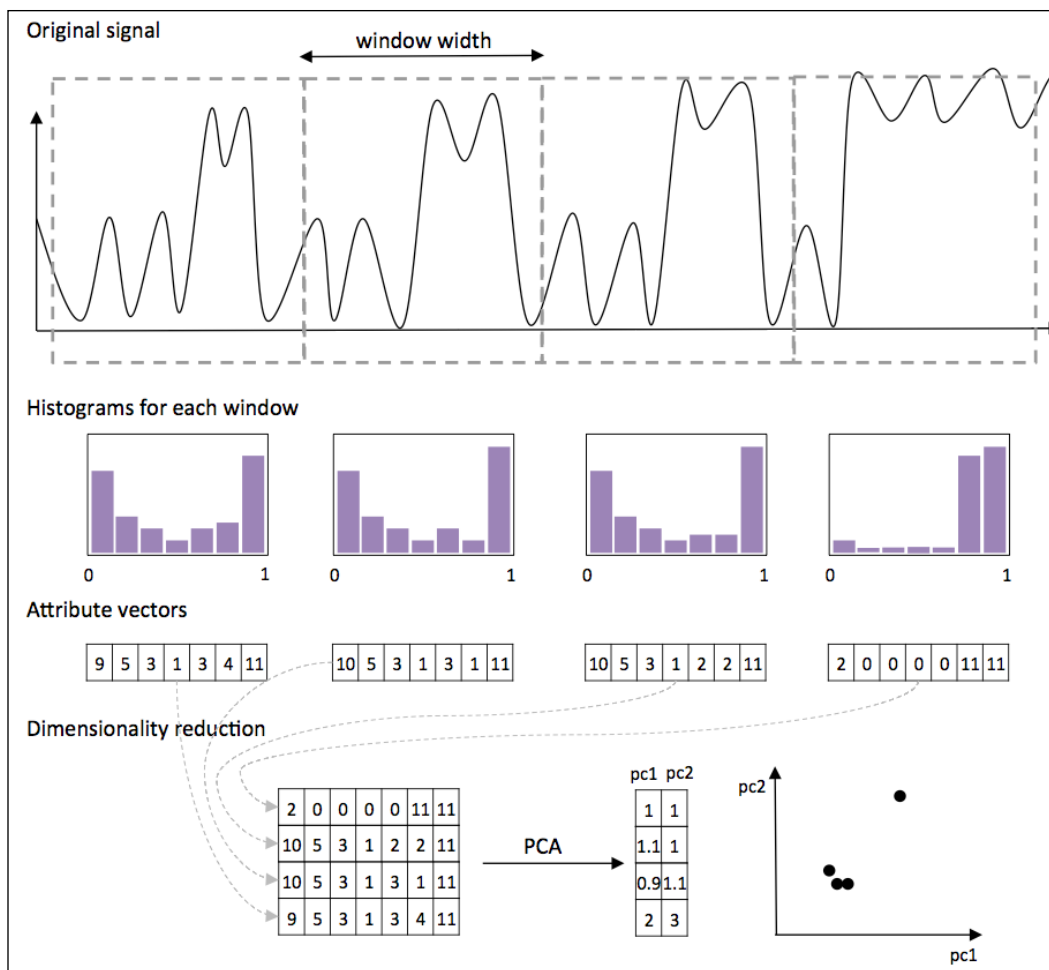 Original signal
window width
Histograms for each window
0 1 0 1 0 1 0 1
Attribute vectors
9 5 3 1 3 4 11 10 5 3 1 3 1 11 10 5 3 1 2 2 11 2 0 0 0 0 11 11
Dimensionality reduction
pc1 pc2
pc2
2 0 0 0 0 11 11
1 1
10 5 3 1 2 2 11
PCA
1.1 1
10 5 3 1 3 1 11
0.9 1.1
9 5 3 1 3 4 11
2 3
pc1